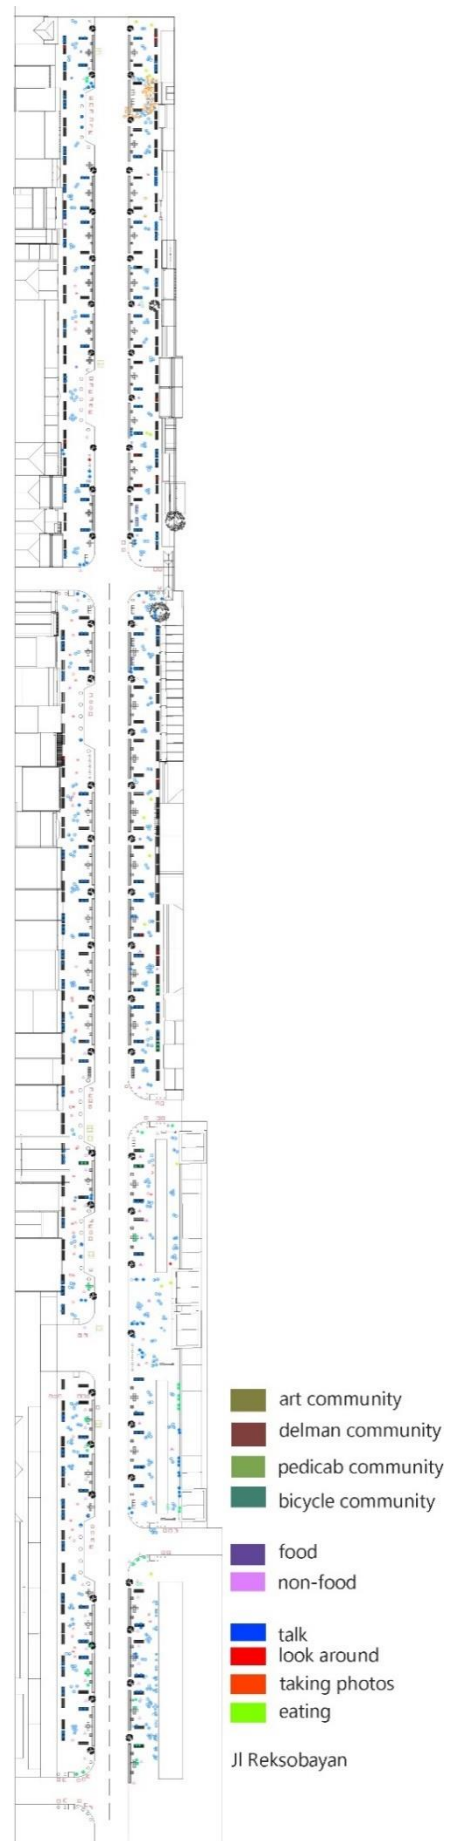 art community
delman community
pedicab community
bicycle community
food
non-food
talk
look around
taking photos
eating
Jl Reksobayan